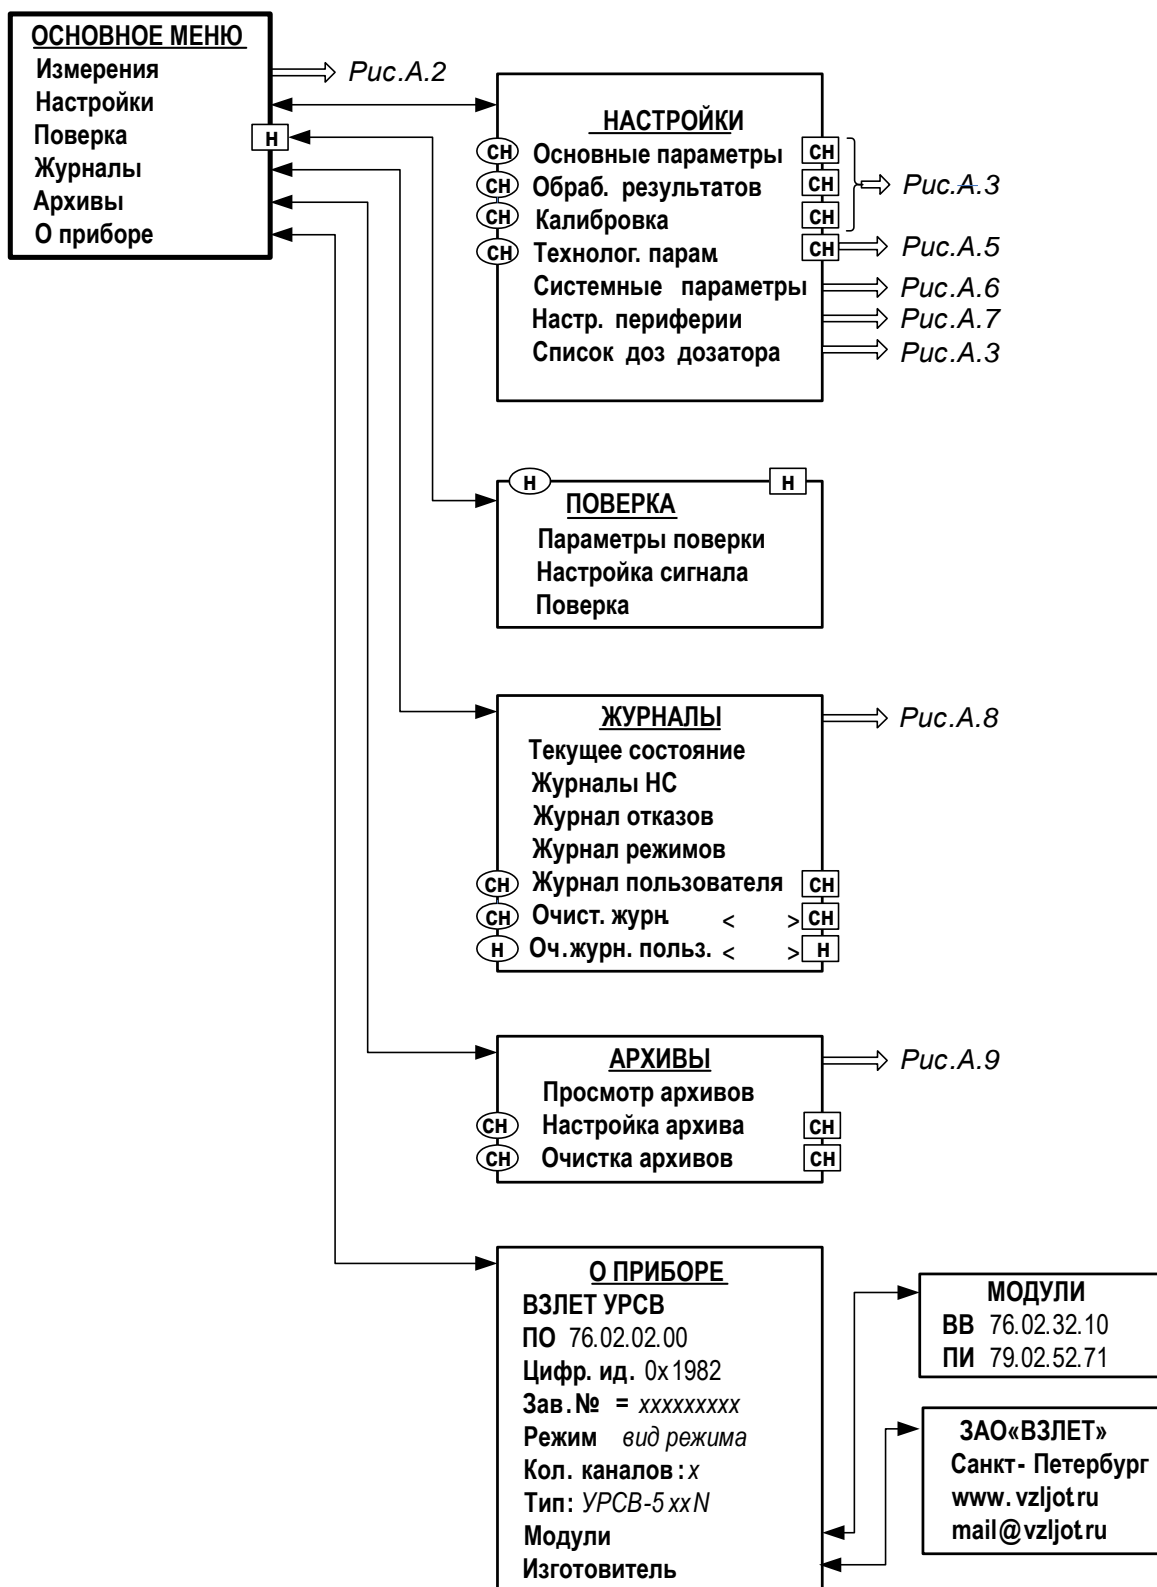 ОСНОВНОЕ МЕНЮ
Измерения
Настройки
Поверка
Журналы
Архивы
О приборе
Рис.А.2
н
НАСТРОЙКИ
сн Основные параметры сн
сн Обраб. результатов сн
сн Калибровка сн
Рис.А.3
сн Технолог. парам. сн Рис.А.5
Системные параметры Рис.А.6
Настр. периферии Рис.А.7
Список доз дозатора Рис.А.3
н н
ПОВЕРКА
Параметры поверки
Настройка сигнала
Поверка
ЖУРНАЛЫ Рис.А.8
Текущее состояние
Журналы НС
Журнал отказов
Журнал режимов
сн Журнал пользователя сн
сн Очист. журн. < > сн
н Оч.журн. польз. < > н
АРХИВЫ Рис.А.9
Просмотр архивов
сн Настройка архива сн
сн Очистка архивов сн
О ПРИБОРЕ
ВЗЛЕТ УРСВ
ПО 76.02.02.00
Цифр. ид. 0x1982
Зав.№ = xxxxxxxxx
Режим вид режима
Кол. каналов: x
Тип: УРСВ-5xxN
Модули
Изготовитель
МОДУЛИ
ВВ 76.02.32.10
ПИ 79.02.52.71
ЗАО«ВЗЛЕТ»
Санкт- Петербург
www.vzljot.ru
mail@vzljot.ru